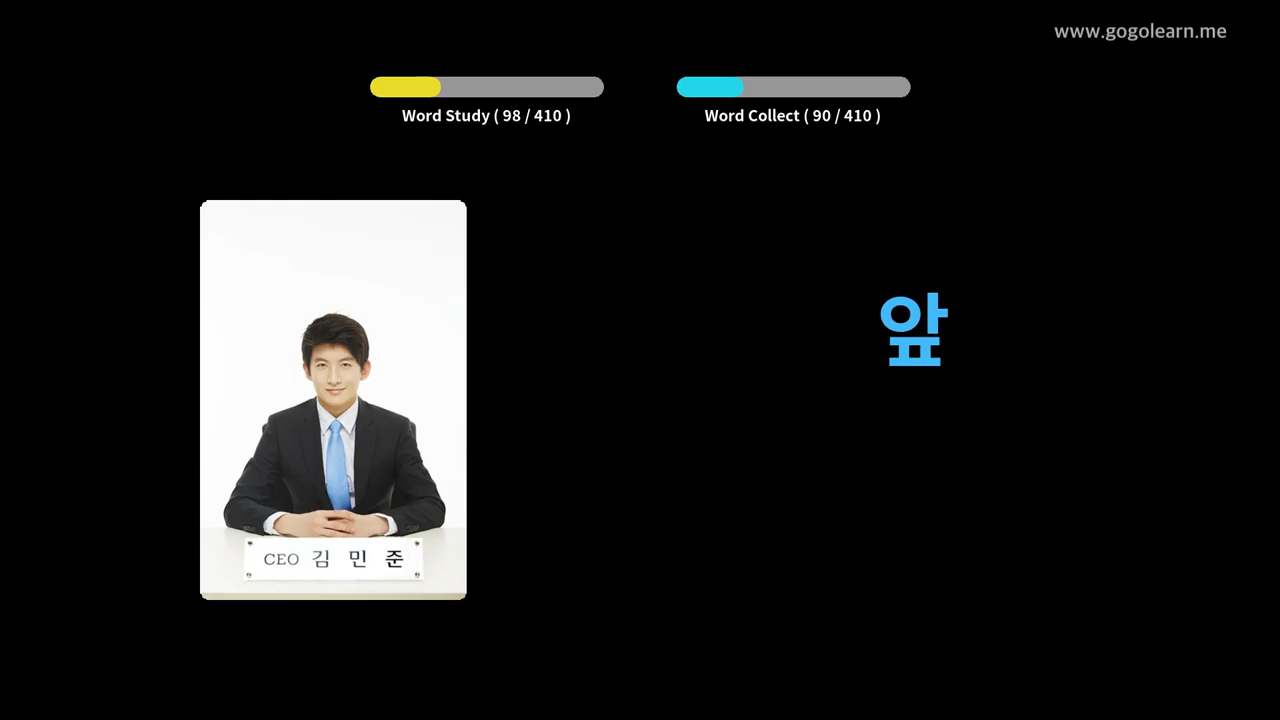 www.gogolearn.me
Word Study ( 98 / 410 )
Word Collect ( 90 / 410 )
앞
CEO 김 민 준